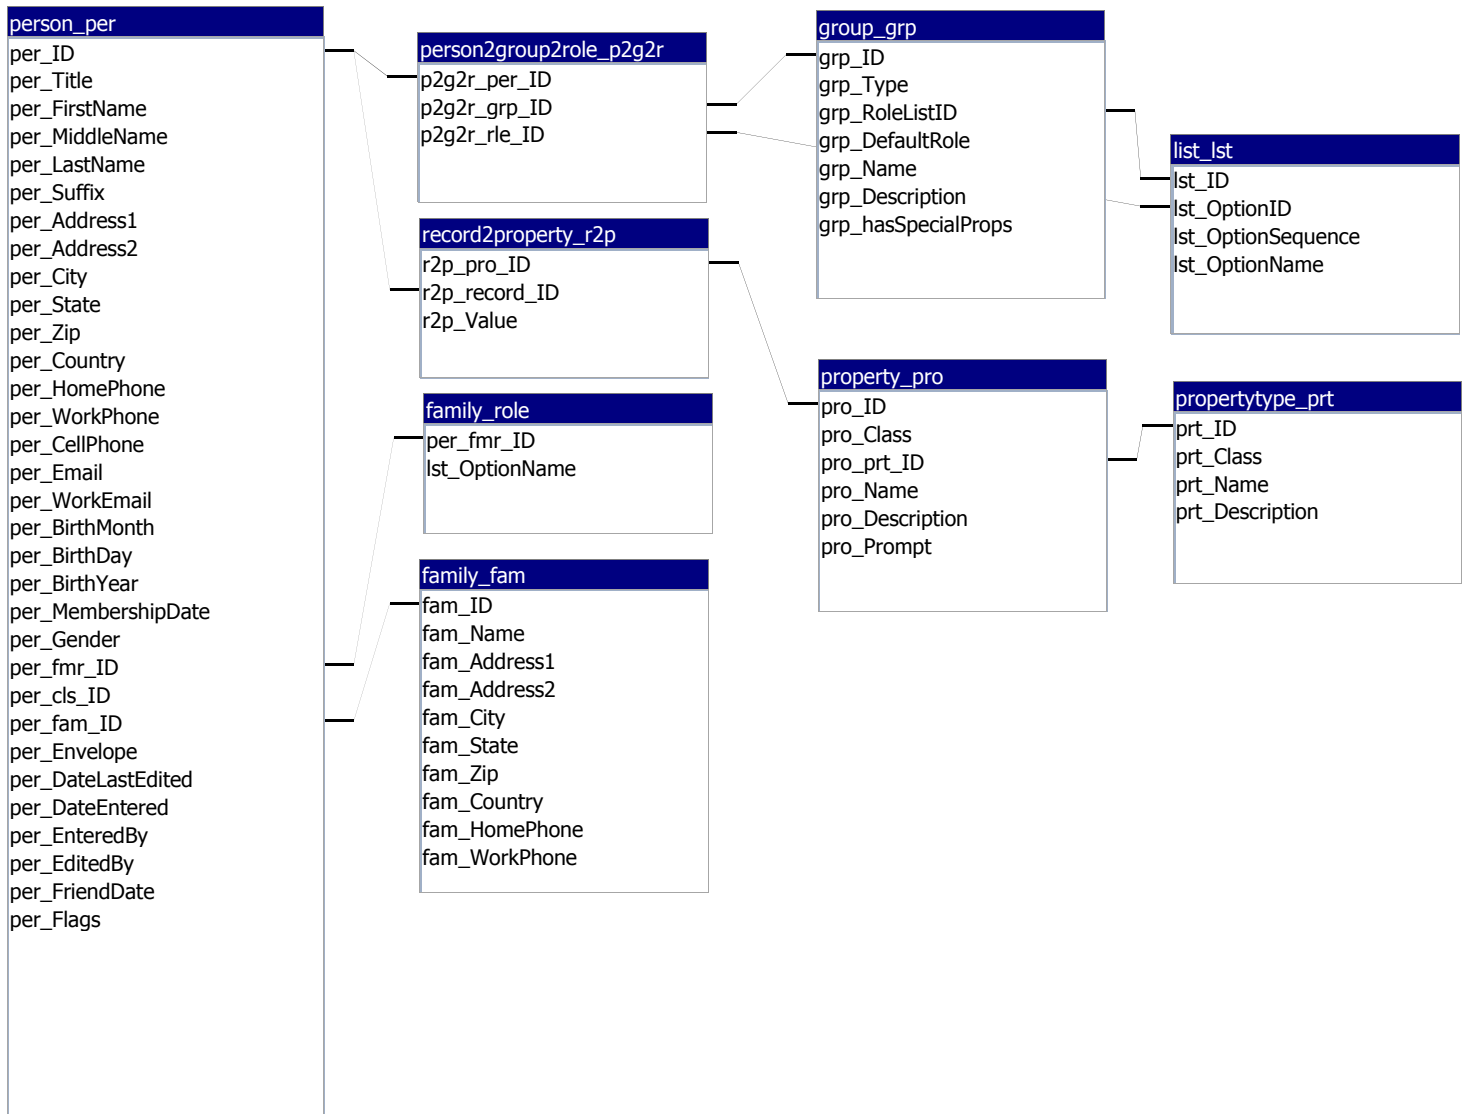 person_per
per_ID
per_Title
per_FirstName
per_MiddleName
per_LastName
per_Suffix
per_Address1
per_Address2
per_City
per_State
per_Zip
per_Country
per_HomePhone
per_WorkPhone
per_CellPhone
per_Email
per_WorkEmail
per_BirthMonth
per_BirthDay
per_BirthYear
per_MembershipDate
per_Gender
per_fmr_ID
per_cls_ID
per_fam_ID
per_Envelope
per_DateLastEdited
per_DateEntered
per_EnteredBy
per_EditedBy
per_FriendDate
per_Flags
person2group2role_p2g2r
p2g2r_per_ID
p2g2r_grp_ID
p2g2r_rle_ID
record2property_r2p
r2p_pro_ID
r2p_record_ID
r2p_Value
family_role
per_fmr_ID
lst_OptionName
family_fam
fam_ID
fam_Name
fam_Address1
fam_Address2
fam_City
fam_State
fam_Zip
fam_Country
fam_HomePhone
fam_WorkPhone
group_grp
grp_ID
grp_Type
grp_RoleListID
grp_DefaultRole
grp_Name
grp_Description
grp_hasSpecialProps
property_pro
pro_ID
pro_Class
pro_prt_ID
pro_Name
pro_Description
pro_Prompt
list_lst
lst_ID
lst_OptionID
lst_OptionSequence
lst_OptionName
propertytype_prt
prt_ID
prt_Class
prt_Name
prt_Description